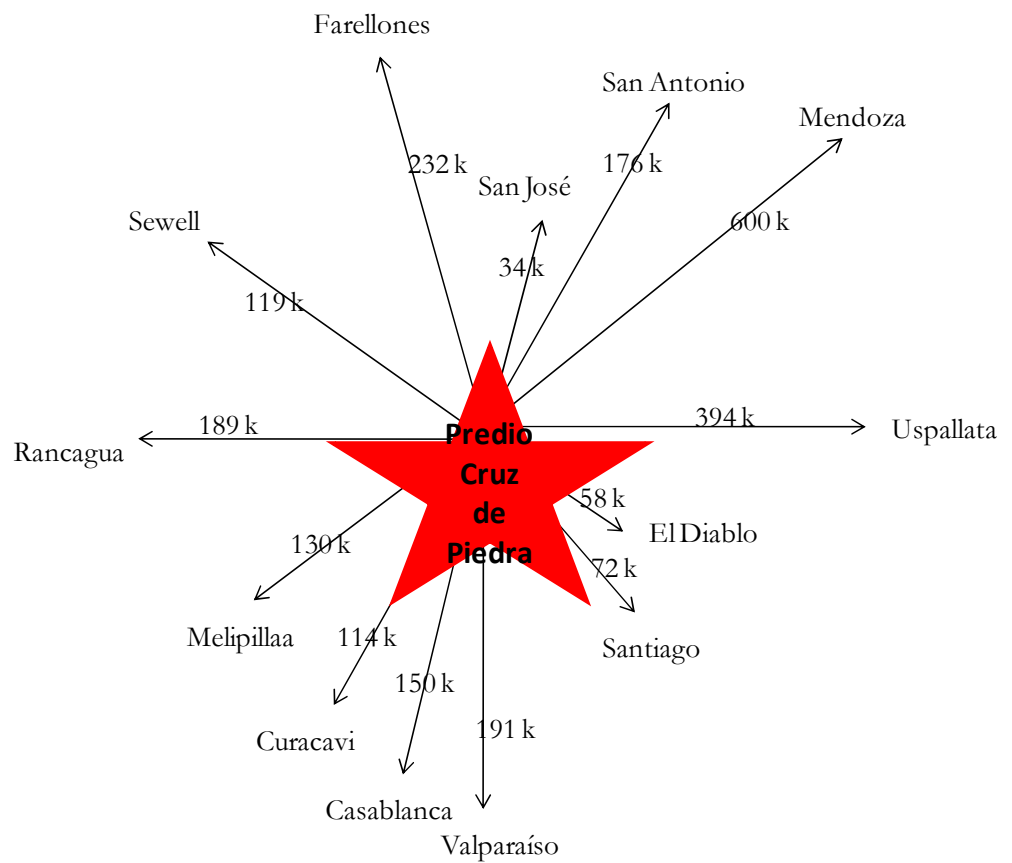 Farellones
San Antonio
Mendoza
232 k
176 k
San José
Sewell
600 k
34 k
119 k
189 k
394 k
Uspallata
Rancagua
Predio
Cruz
de
Piedra
58 k
El Diablo
130 k
72 k
Melipillaa
114 k
Santiago
150 k
191 k
Curacavi
Casablanca
Valparaíso